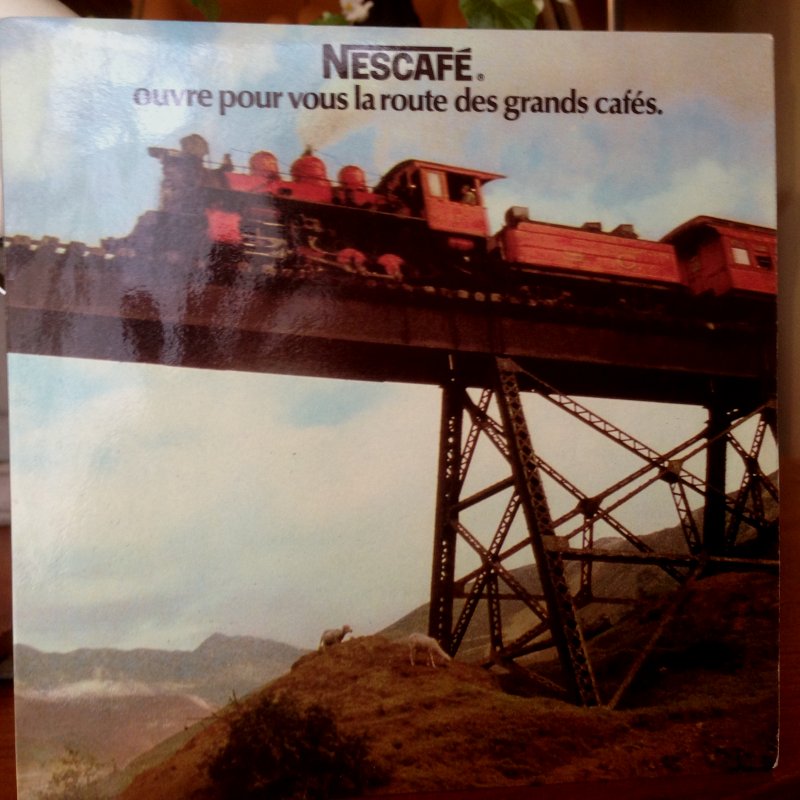 NESCAFÉ®
ouvre pour vous la route des grands cafés.